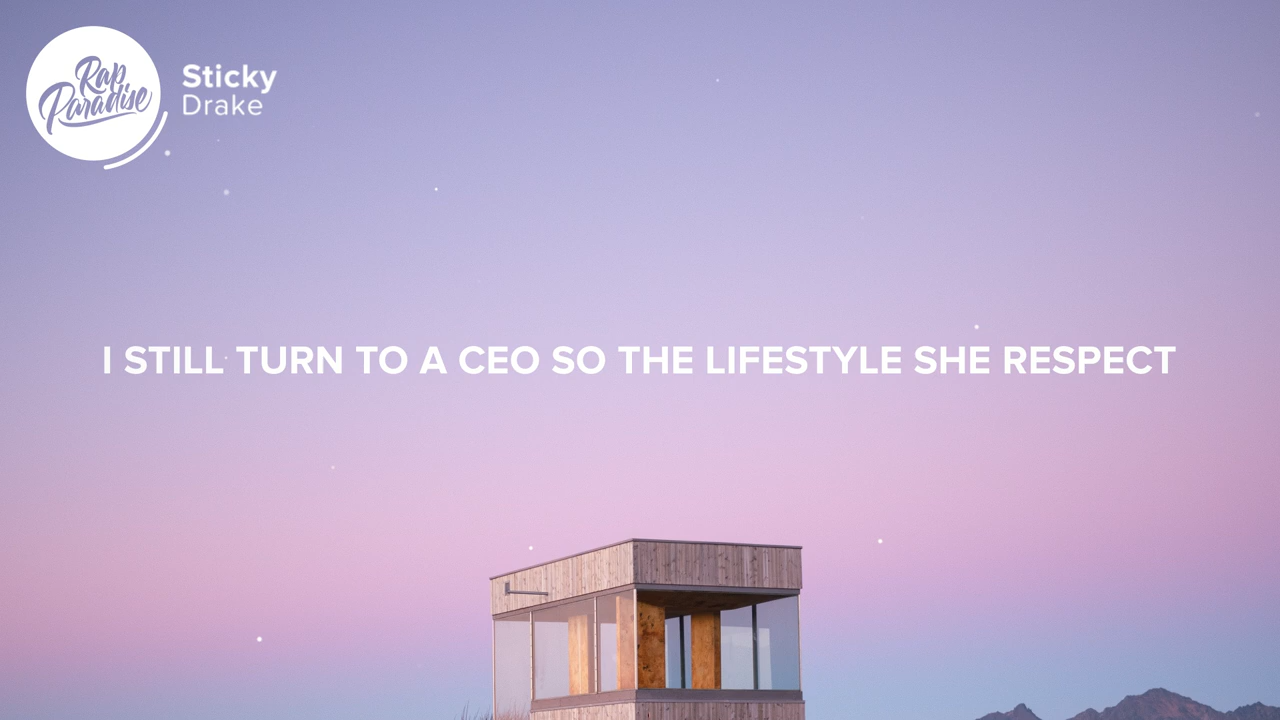 Rap
Paradise
Sticky
Drake
I STILL TURN TO A CEO SO THE LIFESTYLE SHE RESPECT